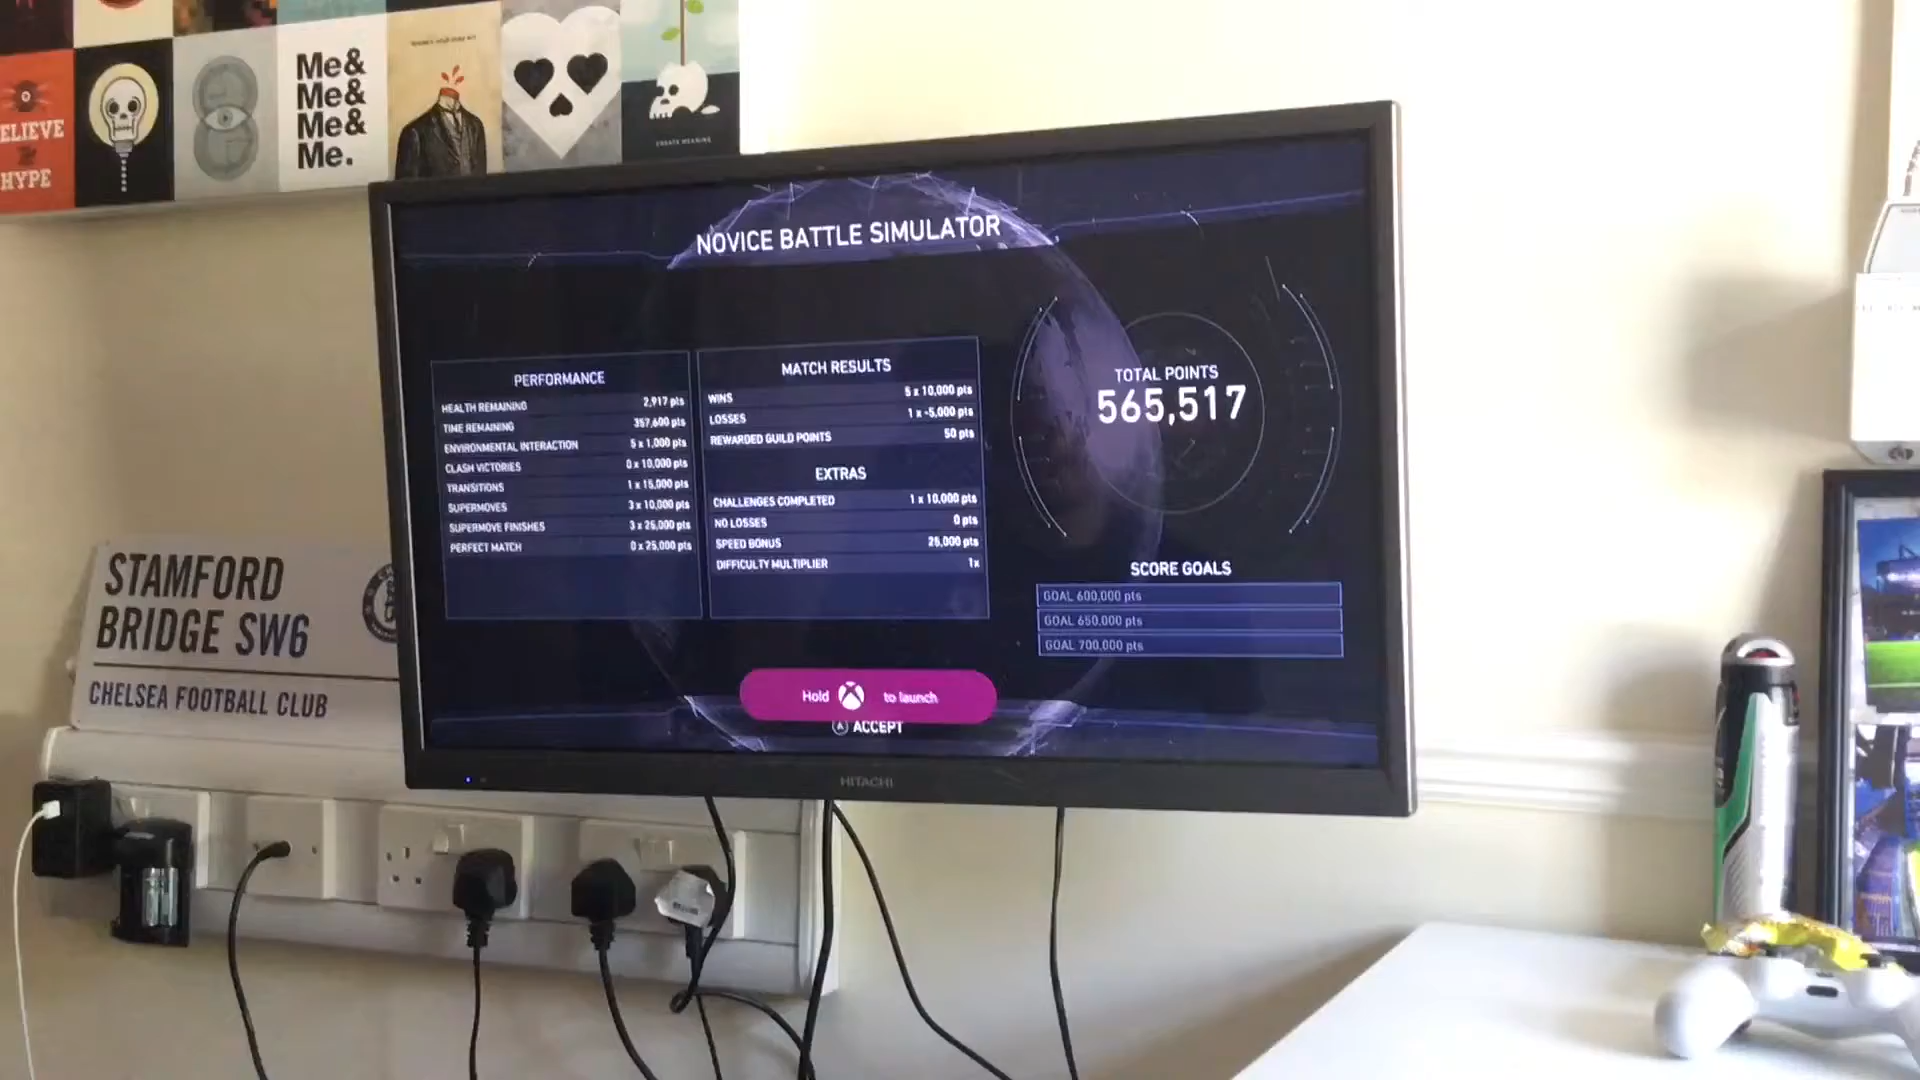 ELIEVE
HYPE
Me&
Me&
Me&
Me.
CREATE MEANING
STAMFORD
BRIDGE SW6
CHELSEA FOOTBALL CLUB
NOVICE BATTLE SIMULATOR
PERFORMANCE
HEALTH REMAINING 2,917 pts
TIME REMAINING 357,600 pts
ENVIRONMENTAL INTERACTION 5 x 1,000 pts
CLASH VICTORIES 0 x 10,000 pts
TRANSITIONS 1 x 15,000 pts
SUPERMOVES 3 x 10,000 pts
SUPERMOVE FINISHES 3 x 25,000 pts
PERFECT MATCH 0 x 25,000 pts
MATCH RESULTS
WINS 5 x 10,000 pts
LOSSES 1 x -5,000 pts
REWARDED GUILD POINTS 50 pts
EXTRAS
CHALLENGES COMPLETED 1 x 10,000 pts
NO LOSSES 0 pts
SPEED BONUS 25,000 pts
DIFFICULTY MULTIPLIER 1x
TOTAL POINTS
565,517
SCORE GOALS
GOAL 600,000 pts
GOAL 650,000 pts
GOAL 700,000 pts
Hold to launch
A ACCEPT
HITACHI